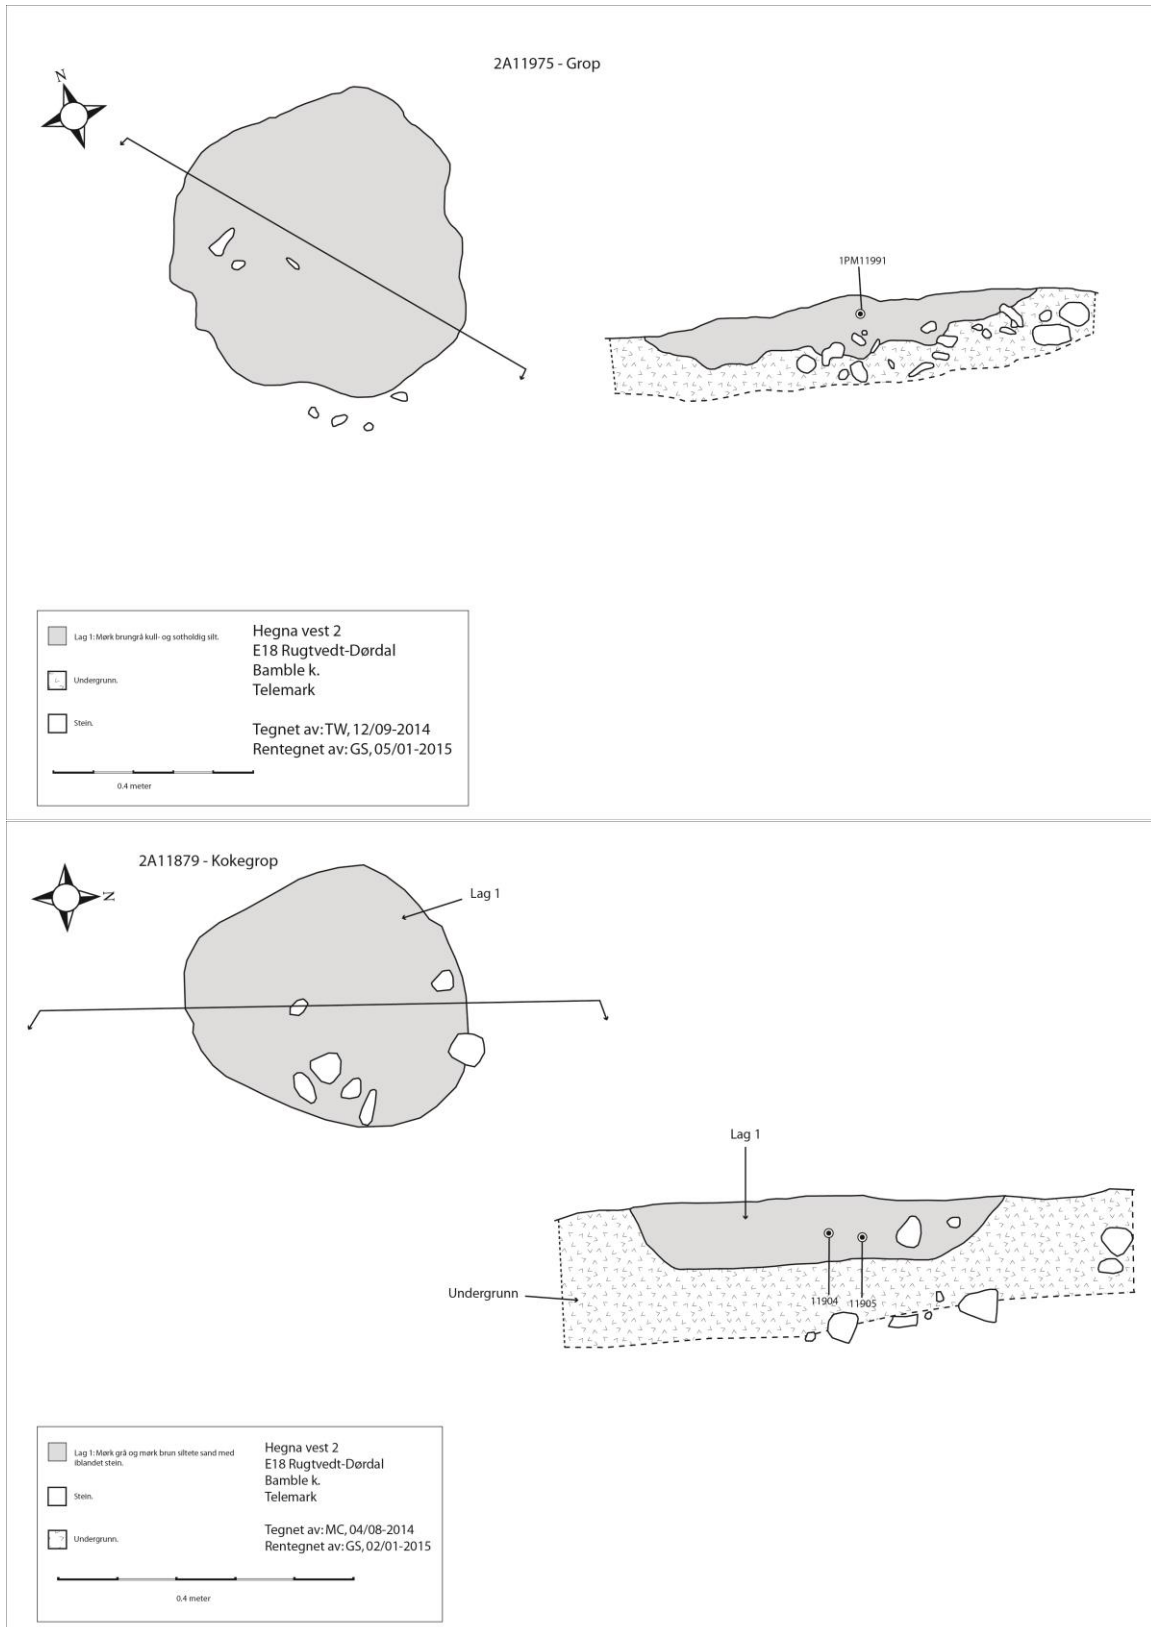 2A11975 - Grop
N
1PM11991
Lag 1: Mørk brungrå kull- og sotholdig silt.
Undergrunn.
Stein.
0.4 meter
Hegna vest 2
E18 Rugtvedt-Dørdal
Bamble k.
Telemark
Tegnet av: TW, 12/09-2014
Rentegnet av: GS, 05/01-2015
2A11879 - Kokegrop
N
Lag 1
Lag 1
Undergrunn
11904
11905
Lag 1: Mørk grå og mørk brun siltete sand med
iblandet stein.
Stein.
Undergrunn.
0.4 meter
Hegna vest 2
E18 Rugtvedt-Dørdal
Bamble k.
Telemark
Tegnet av: MC, 04/08-2014
Rentegnet av: GS, 02/01-2015